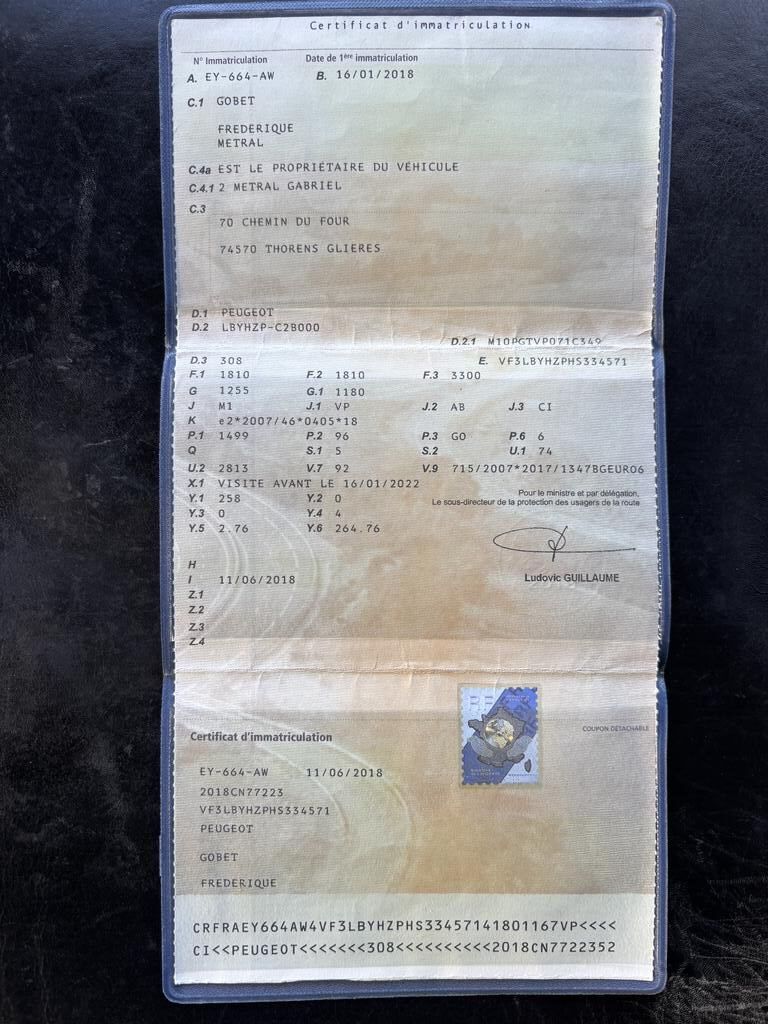 Certificat d'immatriculation
N° Immatriculation Date de 1ère immatriculation
A. EY-664-AW B. 16/01/2018
C.1 GOBET
FREDERIQUE
METRAL
C.4a EST LE PROPRIÉTAIRE DU VÉHICULE
C.4.1 2 METRAL GABRIEL
C.3
70 CHEMIN DU FOUR
74570 THORENS GLIERES
D.1 PEUGEOT
D.2 LBYHZP-C2B000
D.2.1 M10PGTVP071C349
D.3 308 E. VF3LBYHZPHS334571
F.1 1810 F.2 1810 F.3 3300
G 1255 G.1 1180
J M1 J.1 VP J.2 AB J.3 CI
K e2*2007/46*0405*18
P.1 1499 P.2 96 P.3 GO P.6 6
Q S.1 5 S.2 U.1 74
U.2 2813 V.7 92 V.9 715/2007*2017/1347BGEURO6
X.1 VISITE AVANT LE 16/01/2022
Pour le ministre et par délégation,
Y.1 258 Y.2 0
Le sous-directeur de la protection des usagers de la route
Y.3 0 Y.4 4
Y.5 2.76 Y.6 264.76
H
I 11/06/2018
Ludovic GUILLAUME
Z.1
Z.2
Z.3
Z.4
RF
COUPON DÉTACHABLE
Certificat d'immatriculation
EY-664-AW 11/06/2018
2018CN77223
VF3LBYHZPHS334571
PEUGEOT
GOBET
FREDERIQUE
CRFRAEY664AW4VF3LBYHZPHS33457141801167VP<<<<
CI<<PEUGEOT<<<<<<<308<<<<<<<<<<2018CN7722352